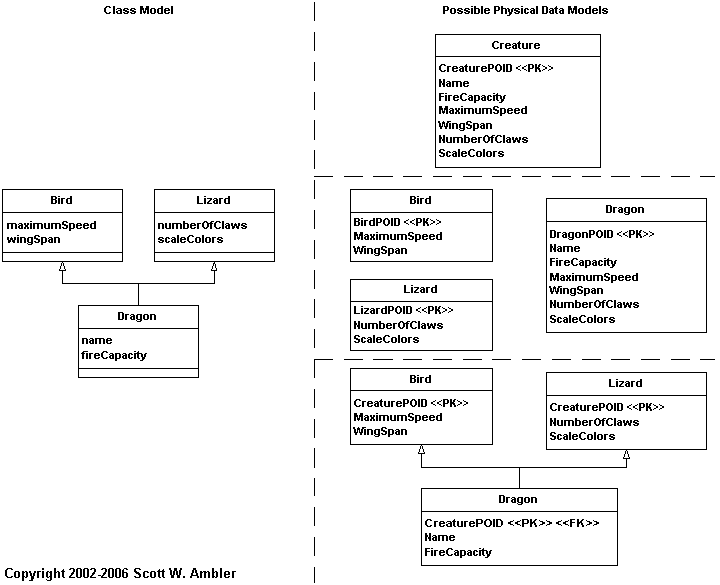 Class Model
Possible Physical Data Models
Creature
CreaturePOID <<PK>>
Name
FireCapacity
MaximumSpeed
WingSpan
NumberOfClaws
ScaleColors
Bird
maximumSpeed
wingSpan
Lizard
numberOfClaws
scaleColors
Dragon
name
fireCapacity
Bird
BirdPOID <<PK>>
MaximumSpeed
WingSpan
Lizard
LizardPOID <<PK>>
NumberOfClaws
ScaleColors
Dragon
DragonPOID <<PK>>
Name
FireCapacity
MaximumSpeed
WingSpan
NumberOfClaws
ScaleColors
Bird
CreaturePOID <<PK>>
MaximumSpeed
WingSpan
Lizard
CreaturePOID <<PK>>
NumberOfClaws
ScaleColors
Dragon
CreaturePOID <<PK>> <<FK>>
Name
FireCapacity
Copyright 2002-2006 Scott W. Ambler